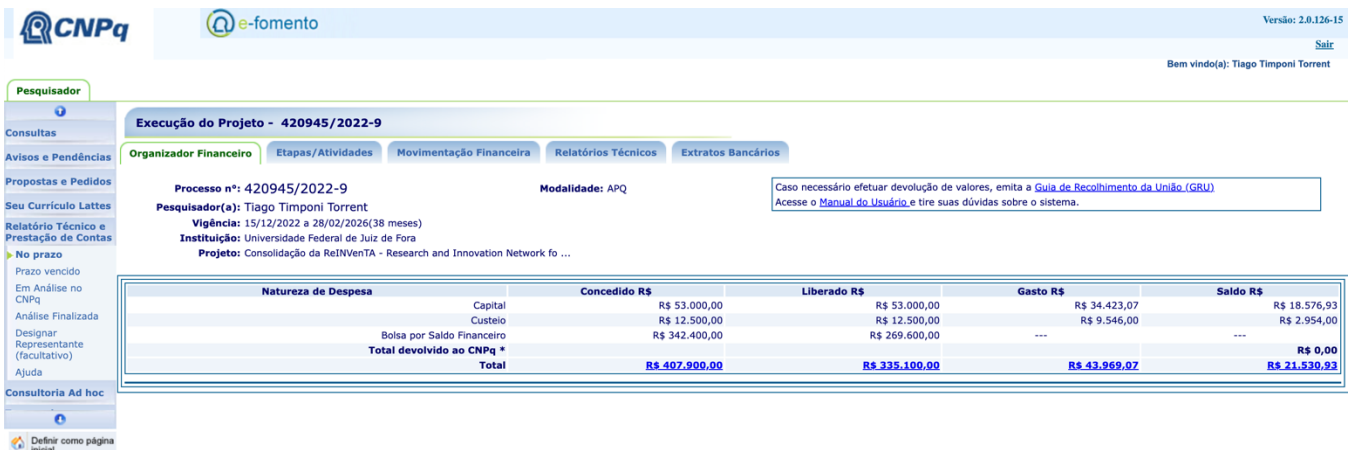 CNPq
e-fomento
Versão: 2.0.126-15
Sair
Bem vindo(a): Tiago Timponi Torrent
Pesquisador
Consultas
Avisos e Pendências
Propostas e Pedidos
Seu Currículo Lattes
Relatório Técnico e
Prestação de Contas
No prazo
Prazo vencido
Em Análise no
CNPq
Análise Finalizada
Designar
Representante
(facultativo)
Ajuda
Consultoria Ad hoc
Definir como página
inicial
Execução do Projeto - 420945/2022-9
Organizador Financeiro Etapas/Atividades Movimentação Financeira Relatórios Técnicos Extratos Bancários
Processo nº: 420945/2022-9 Modalidade: APQ
Pesquisador(a): Tiago Timponi Torrent
Vigência: 15/12/2022 a 28/02/2026(38 meses)
Instituição: Universidade Federal de Juiz de Fora
Projeto: Consolidação da ReINVenTA - Research and Innovation Network fo ...
Caso necessário efetuar devolução de valores, emita a Guia de Recolhimento da União (GRU)
Acesse o Manual do Usuário e tire suas dúvidas sobre o sistema.
Natureza de Despesa Concedido R$ Liberado R$ Gasto R$ Saldo R$
Capital R$ 53.000,00 R$ 53.000,00 R$ 34.423,07 R$ 18.576,93
Custeio R$ 12.500,00 R$ 12.500,00 R$ 9.546,00 R$ 2.954,00
Bolsa por Saldo Financeiro R$ 342.400,00 R$ 269.600,00 --- ---
Total devolvido ao CNPq * R$ 0,00
Total R$ 407.900,00 R$ 335.100,00 R$ 43.969,07 R$ 21.530,93